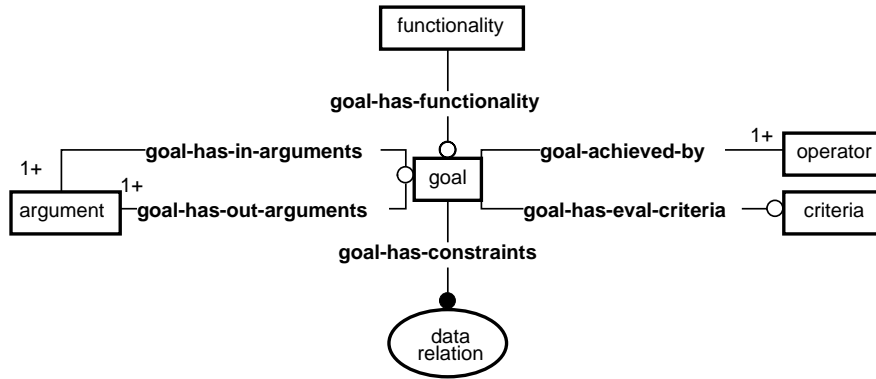 functionality
goal-has-functionality
goal-has-in-arguments
1+
goal-achieved-by
operator
1+
1+
goal
argument
goal-has-out-arguments
goal-has-eval-criteria
criteria
goal-has-constraints
data
relation